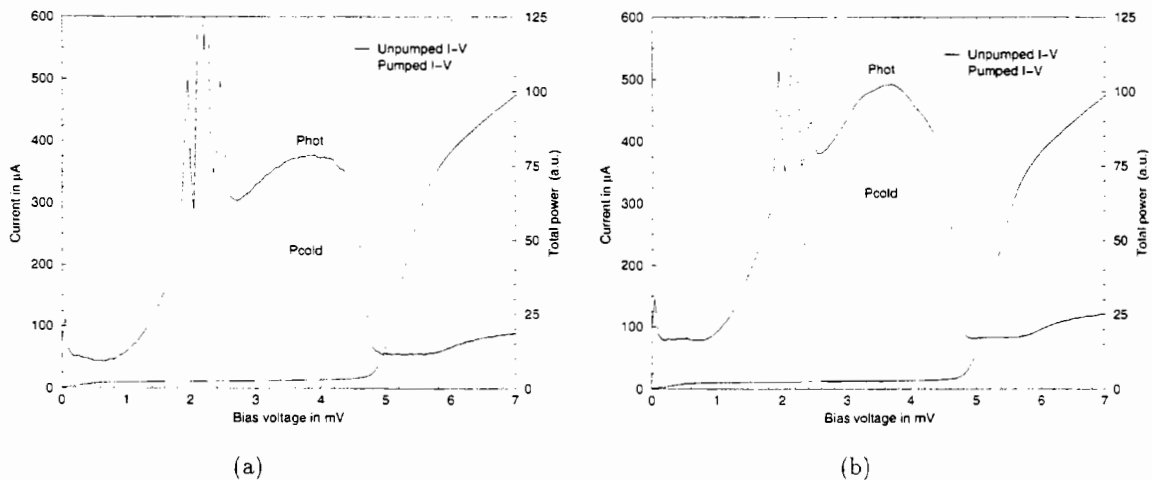 600
500
400
300
200
100
0
Current in μA
125
100
75
50
25
0
Total power (a.u.)
Unpumped I-V
Pumped I-V
Phot
Pcold
0 1 2 3 4 5 6 7
Bias voltage in mV
(a)
600
500
400
300
200
100
0
Current in μA
125
100
75
50
25
0
Total power (a.u.)
Unpumped I-V
Pumped I-V
Phot
Pcold
0 1 2 3 4 5 6 7
Bias voltage in mV
(b)